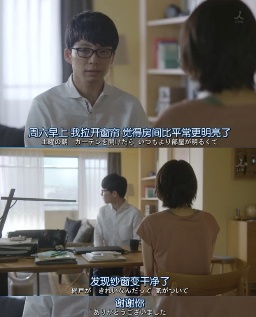 周六早上 我拉开窗帘 觉得房间比平常更明亮了
土曜の朝 カーテンを開けたら いつもより部屋が明るくて
发现纱窗变干净了
網戸が きれいなんだって 気がついて
谢谢你
ありがとうございました